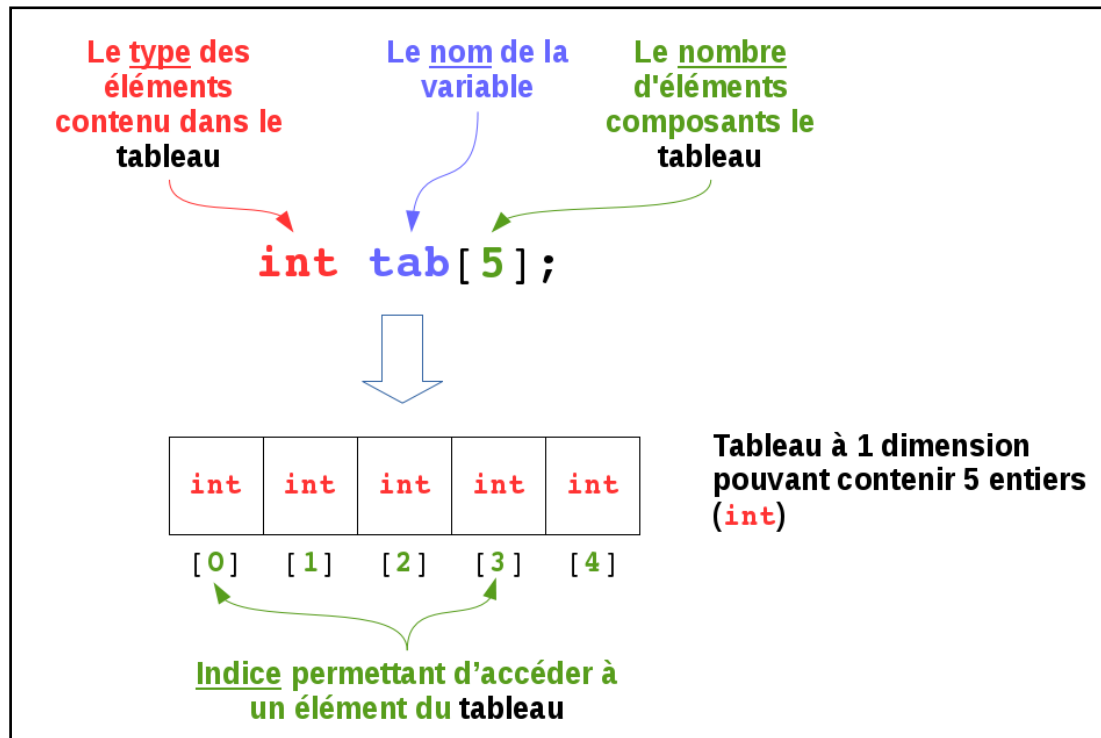 Le type des
éléments
contenu dans le
tableau
Le nom de la
variable
Le nombre
d'éléments
composants le
tableau
int tab[5];
int int int int int
[0] [1] [2] [3] [4]
Tableau à 1 dimension
pouvant contenir 5 entiers
(int)
Indice permettant d’accéder à
un élément du tableau